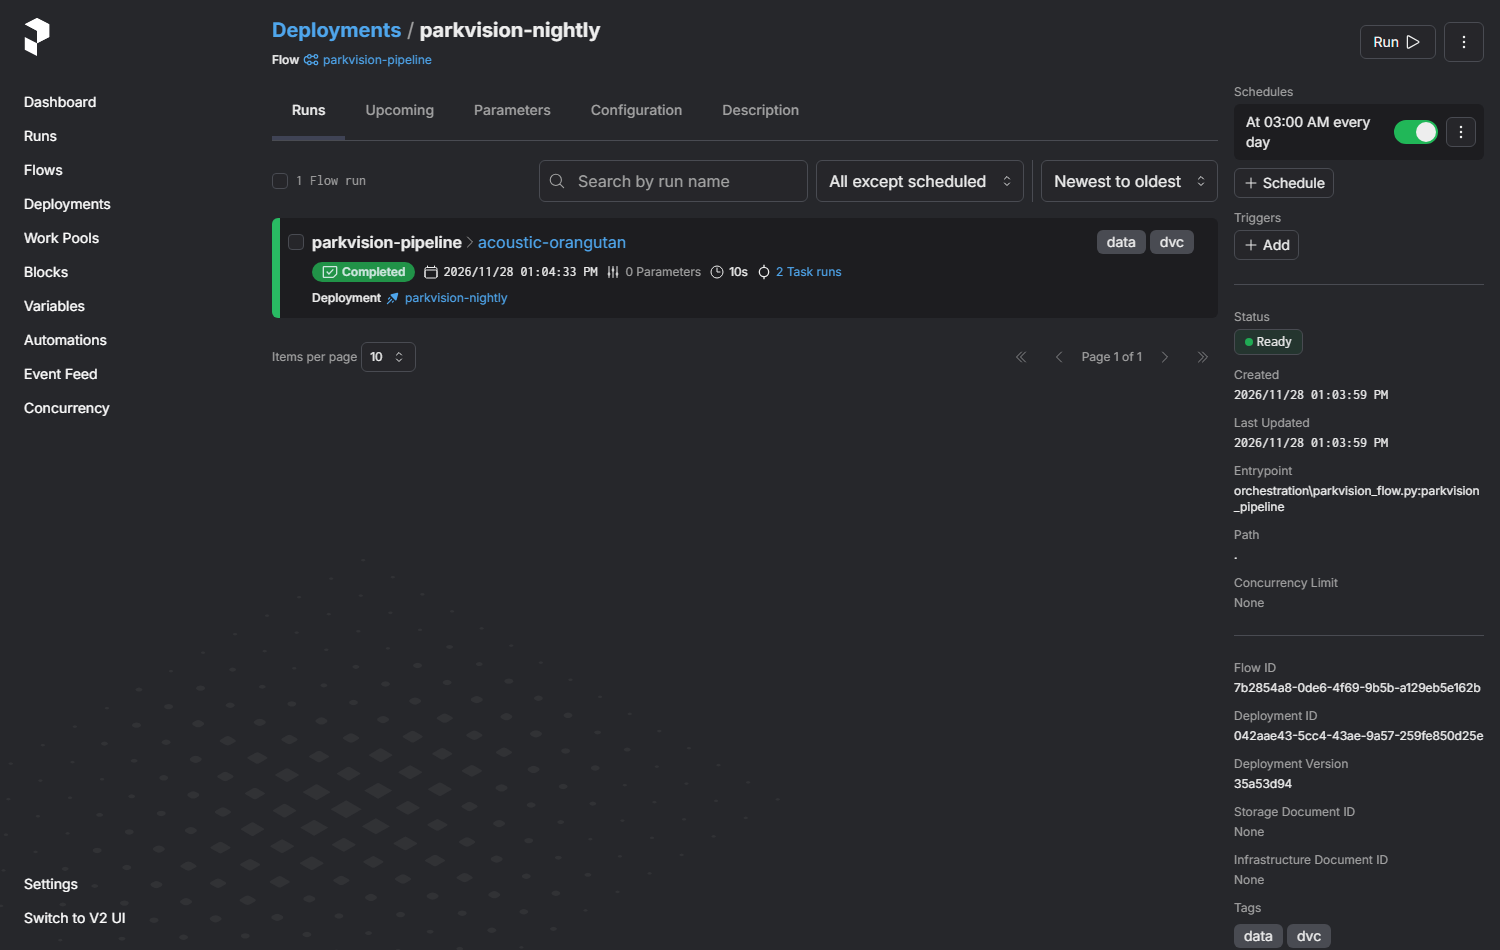 Dashboard
Runs
Flows
Deployments
Work Pools
Blocks
Variables
Automations
Event Feed
Concurrency
Settings
Switch to V2 UI
Deployments / parkvision-nightly
Flow parkvision-pipeline
Runs Upcoming Parameters Configuration Description
1 Flow run Search by run name All except scheduled Newest to oldest
parkvision-pipeline > acoustic-orangutan data dvc
Completed 2026/11/28 01:04:33 PM 0 Parameters 10s 2 Task runs
Deployment parkvision-nightly
Items per page 10 Page 1 of 1
Run
Schedules
At 03:00 AM every
day
+ Schedule
Triggers
+ Add
Status
Ready
Created
2026/11/28 01:03:59 PM
Last Updated
2026/11/28 01:03:59 PM
Entrypoint
orchestration\parkvision_flow.py:parkvision
_pipeline
Path
.
Concurrency Limit
None
Flow ID
7b2854a8-0de6-4f69-9b5b-a129eb5e162b
Deployment ID
042aae43-5cc4-43ae-9a57-259fe850d25e
Deployment Version
35a53d94
Storage Document ID
None
Infrastructure Document ID
None
Tags
data dvc